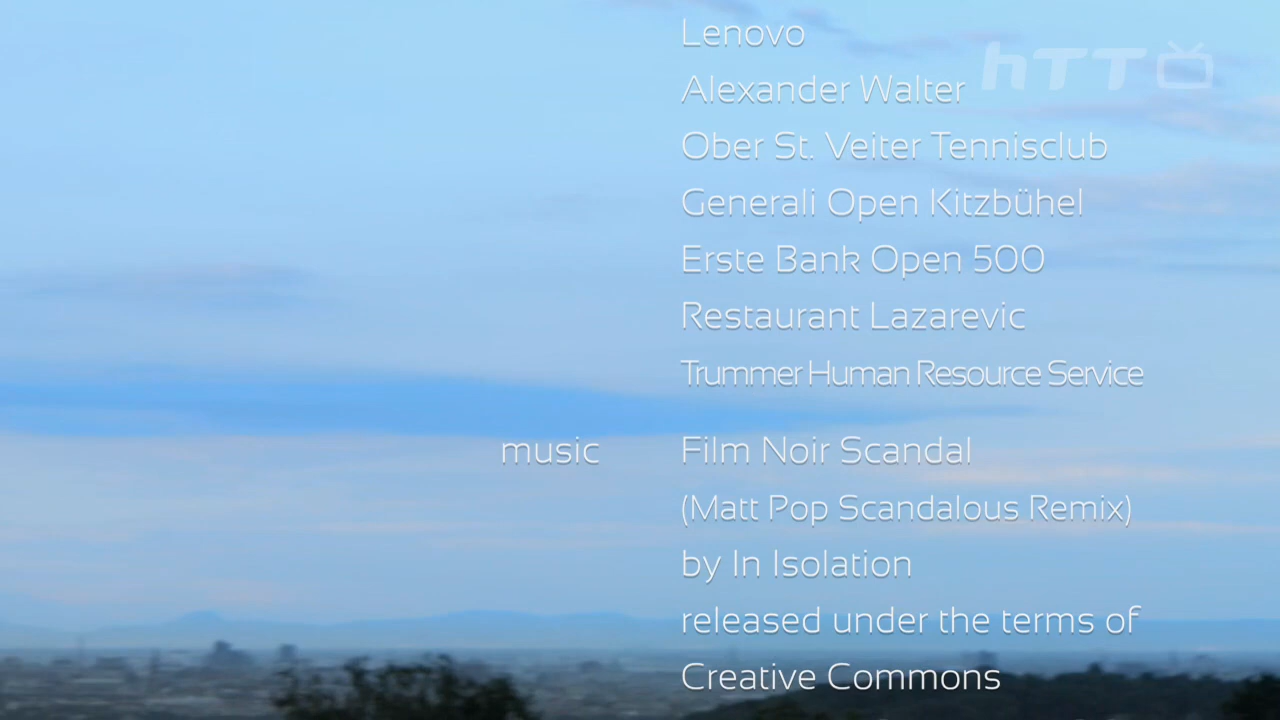 Lenovo
hTT
Alexander Walter
Ober St. Veiter Tennisclub
Generali Open Kitzbühel
Erste Bank Open 500
Restaurant Lazarevic
Trummer Human Resource Service
music Film Noir Scandal
(Matt Pop Scandalous Remix)
by In Isolation
released under the terms of
Creative Commons